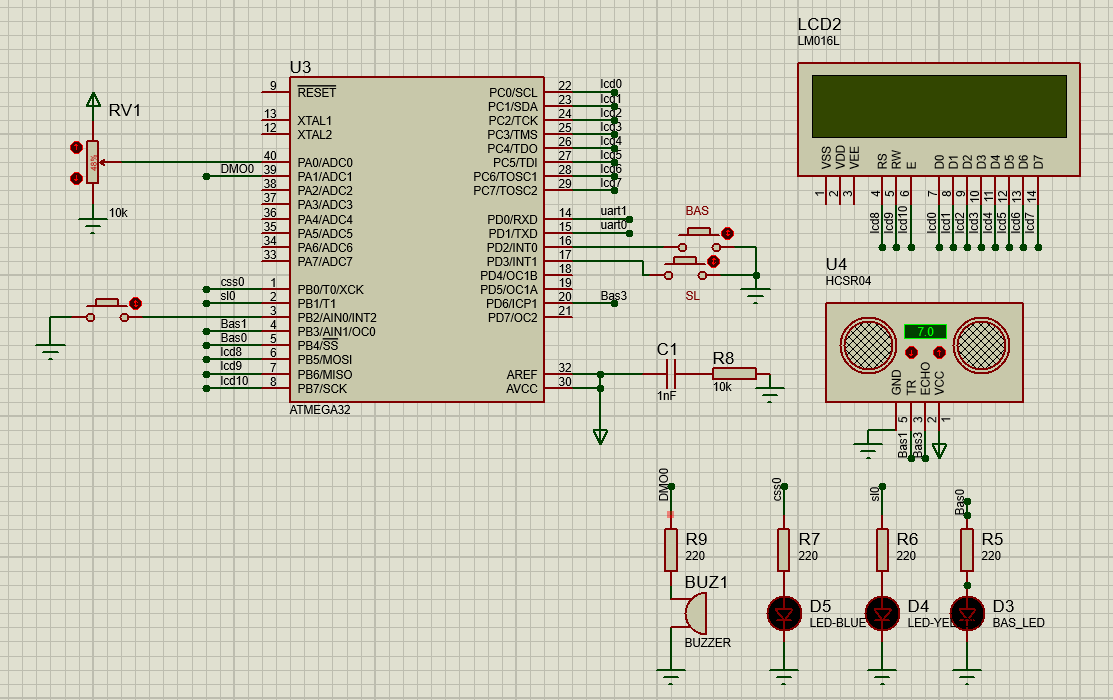 LCD2
LM016L
VSS
VDD
VEE
RS
RW
E
D0
D1
D2
D3
D4
D5
D6
D7
1
2
3
4
5
6
7
8
9
10
11
12
13
14
lcd8
lcd9
lcd10
lcd0
lcd1
lcd2
lcd3
lcd4
lcd5
lcd6
lcd7
U3
9 RESET
13 XTAL1
12 XTAL2
40 PA0/ADC0
DMO0 39 PA1/ADC1
38 PA2/ADC2
37 PA3/ADC3
36 PA4/ADC4
35 PA5/ADC5
34 PA6/ADC6
33 PA7/ADC7
css0 1 PB0/T0/XCK
sl0 2 PB1/T1
3 PB2/AIN0/INT2
Bas1 4 PB3/AIN1/OC0
Bas0 5 PB4/SS
lcd8 6 PB5/MOSI
lcd9 7 PB6/MISO
lcd10 8 PB7/SCK
PC0/SCL 22 lcd0
PC1/SDA 23 lcd1
PC2/TCK 24 lcd2
PC3/TMS 25 lcd3
PC4/TDO 26 lcd4
PC5/TDI 27 lcd5
PC6/TOSC1 28 lcd6
PC7/TOSC2 29 lcd7
PD0/RXD 14 uart1
PD1/TXD 15 uart0
PD2/INT0 16
PD3/INT1 17
PD4/OC1B 18
PD5/OC1A 19
PD6/ICP1 20 Bas3
PD7/OC2 21
AREF 32
AVCC 30
ATMEGA32
RV1
48%
10k
BAS
SL
C1
1nF
R8
10k
U4
HCSR04
7.0
GND
TR
ECHO
VCC
5
3
2
1
Bas1
Bas3
DMO0
R9
220
BUZ1
BUZZER
css0
R7
220
D5
LED-BLUE
sl0
R6
220
D4
Bas0
R5
220
D3
BAS_LED